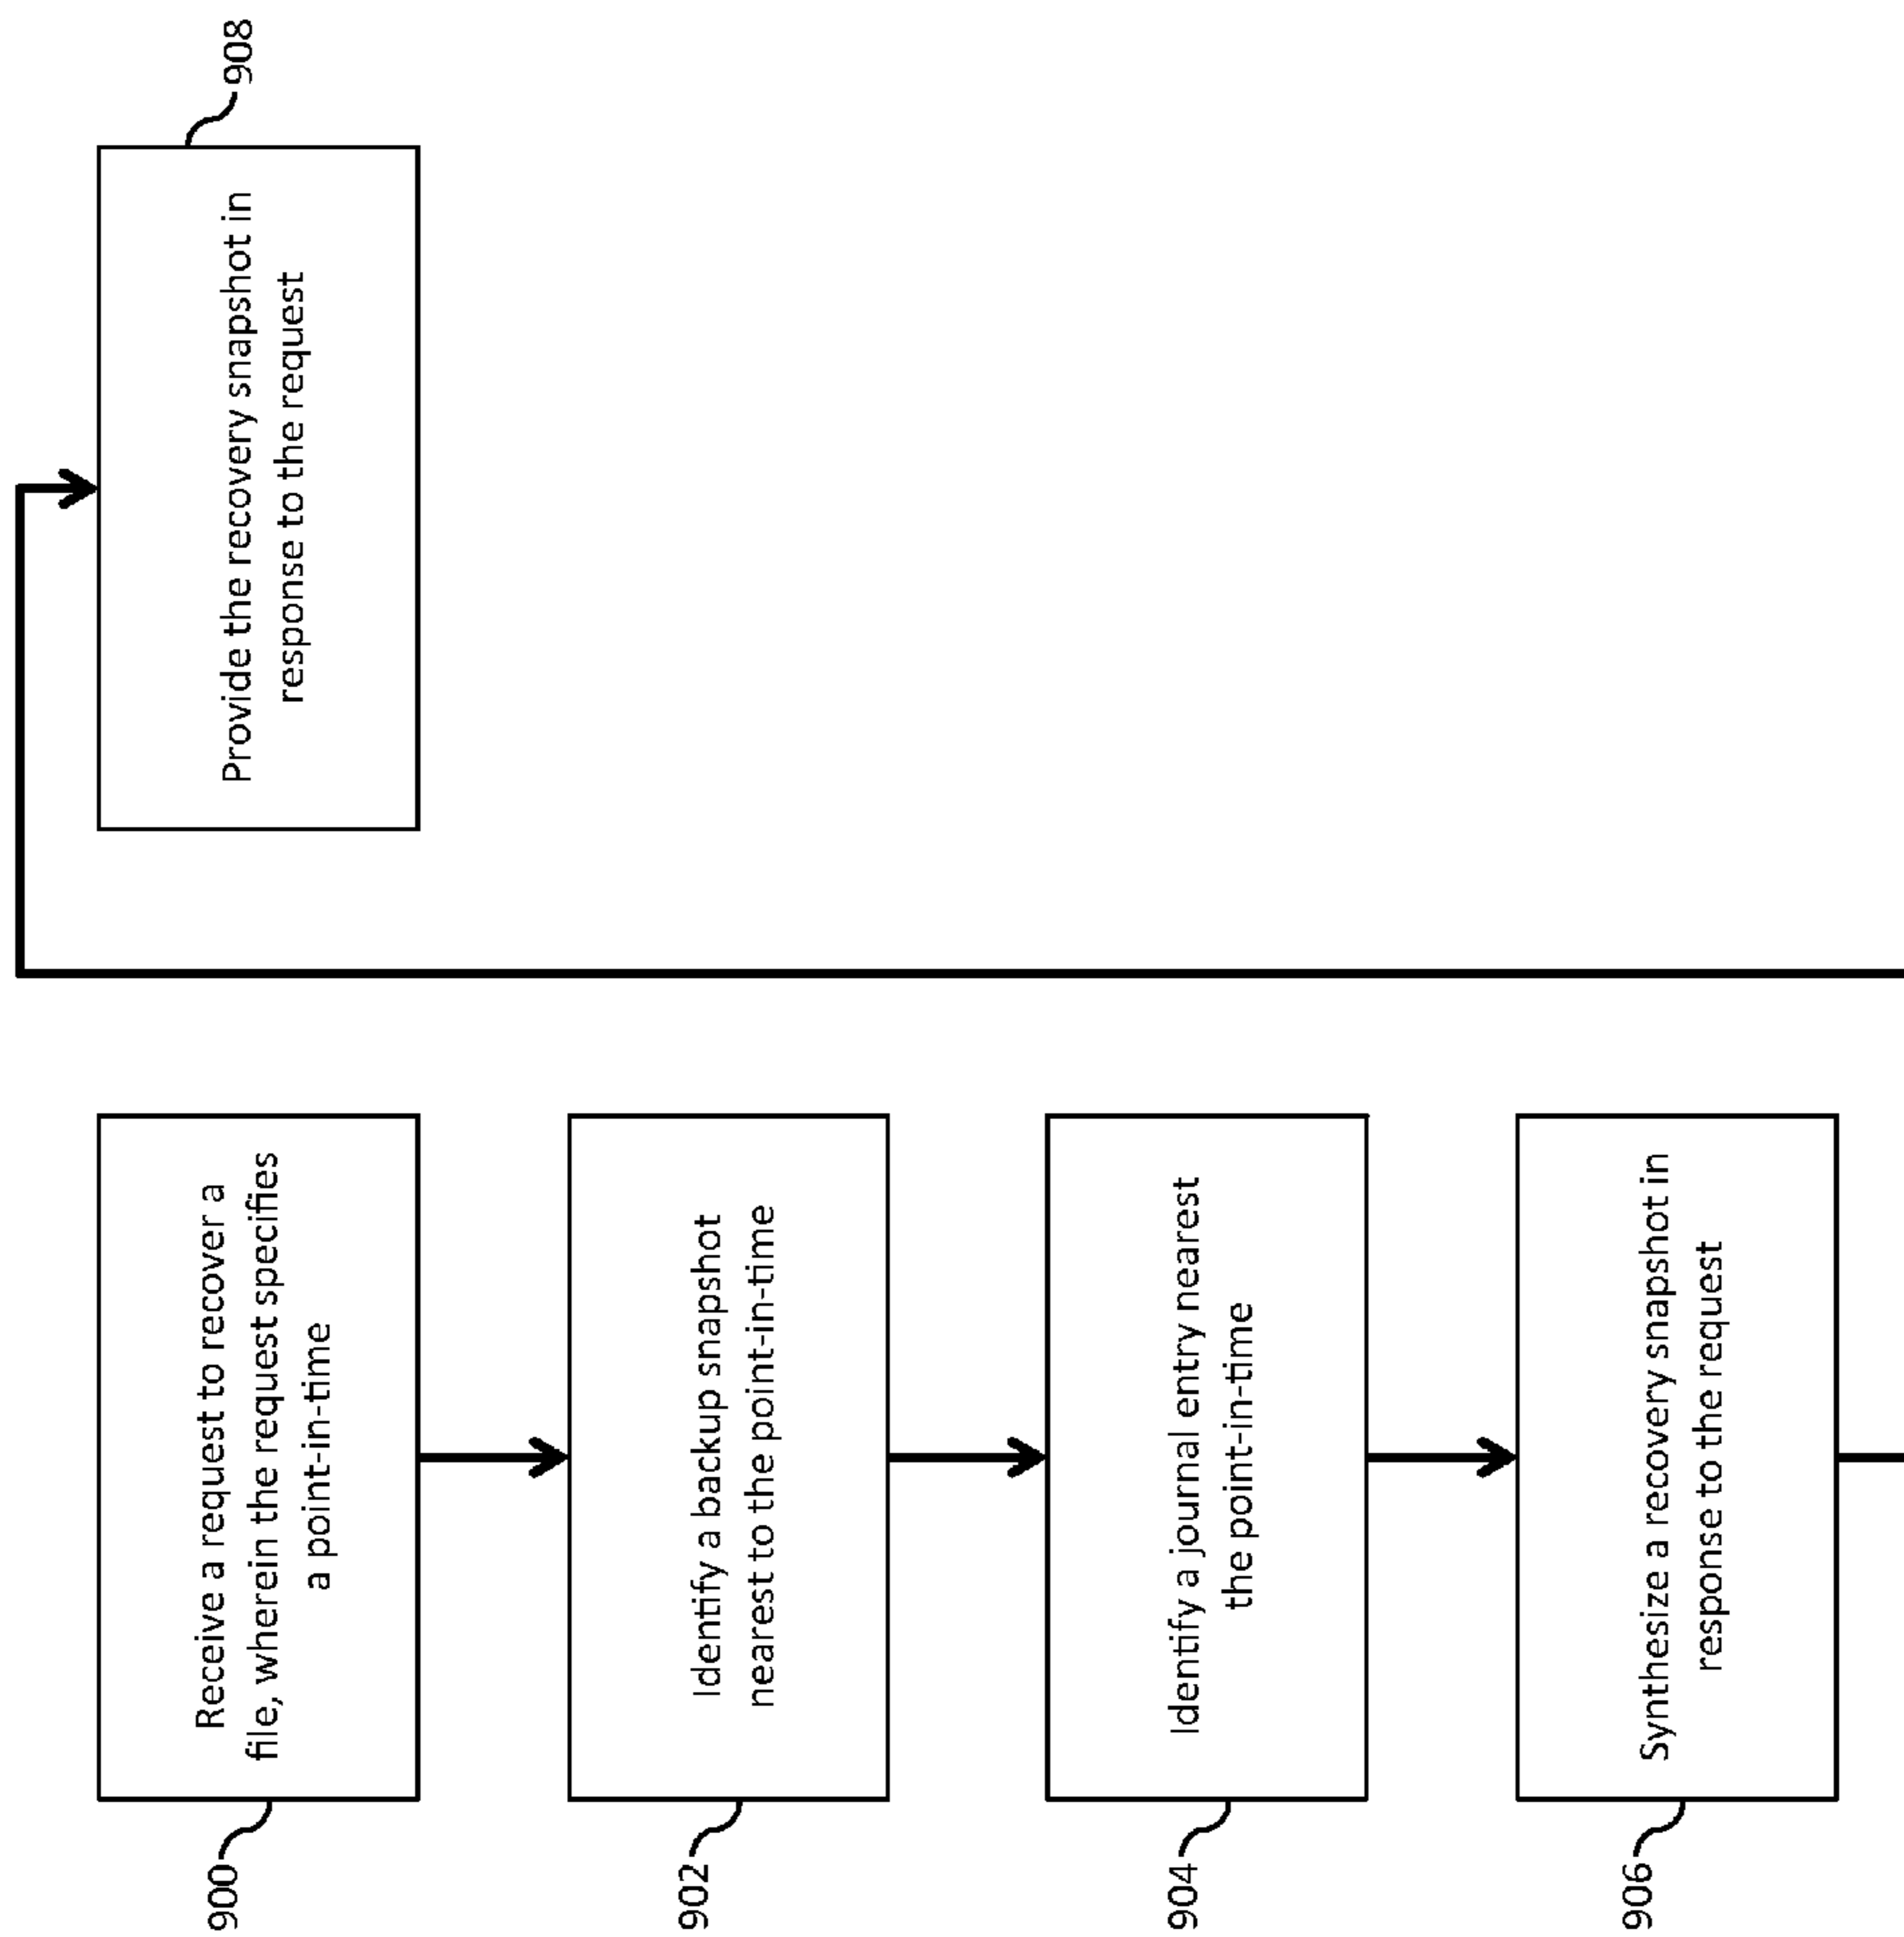 900
Receive a request to recover a
file, wherein the request specifies
a point-in-time
902
Identify a backup snapshot
nearest to the point-in-time
904
Identify a journal entry nearest
the point-in-time
906
Synthesize a recovery snapshot in
response to the request
Provide the recovery snapshot in
response to the request
908